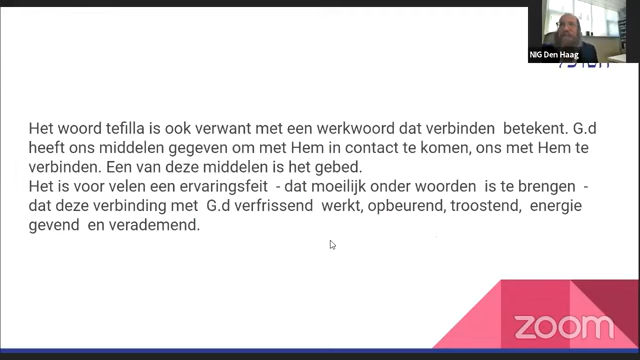 NIG Den Haag
Het woord tefilla is ook verwant met een werkwoord dat verbinden betekent. G.d
heeft ons middelen gegeven om met Hem in contact te komen, ons met Hem te
verbinden. Een van deze middelen is het gebed.
Het is voor velen een ervaringsfeit - dat moeilijk onder woorden is te brengen -
dat deze verbinding met G.d verfrissend werkt, opbeurend, troostend, energie
gevend en verademend.
zoom